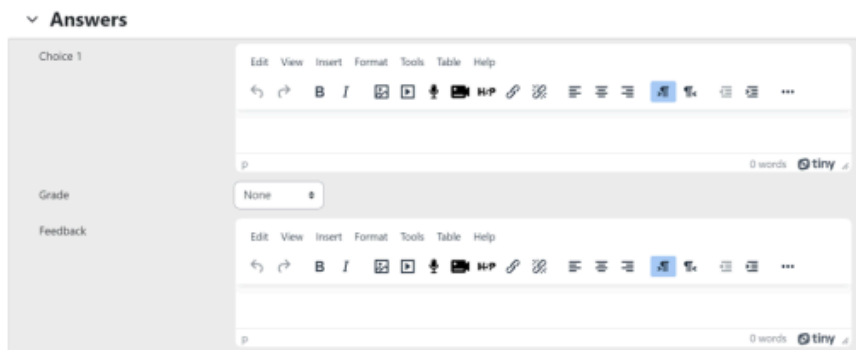 Answers
Choice 1
Edit View Insert Format Tools Table Help
B I H-P
p 0 words tiny
Grade
None
Feedback
Edit View Insert Format Tools Table Help
B I H-P
p 0 words tiny